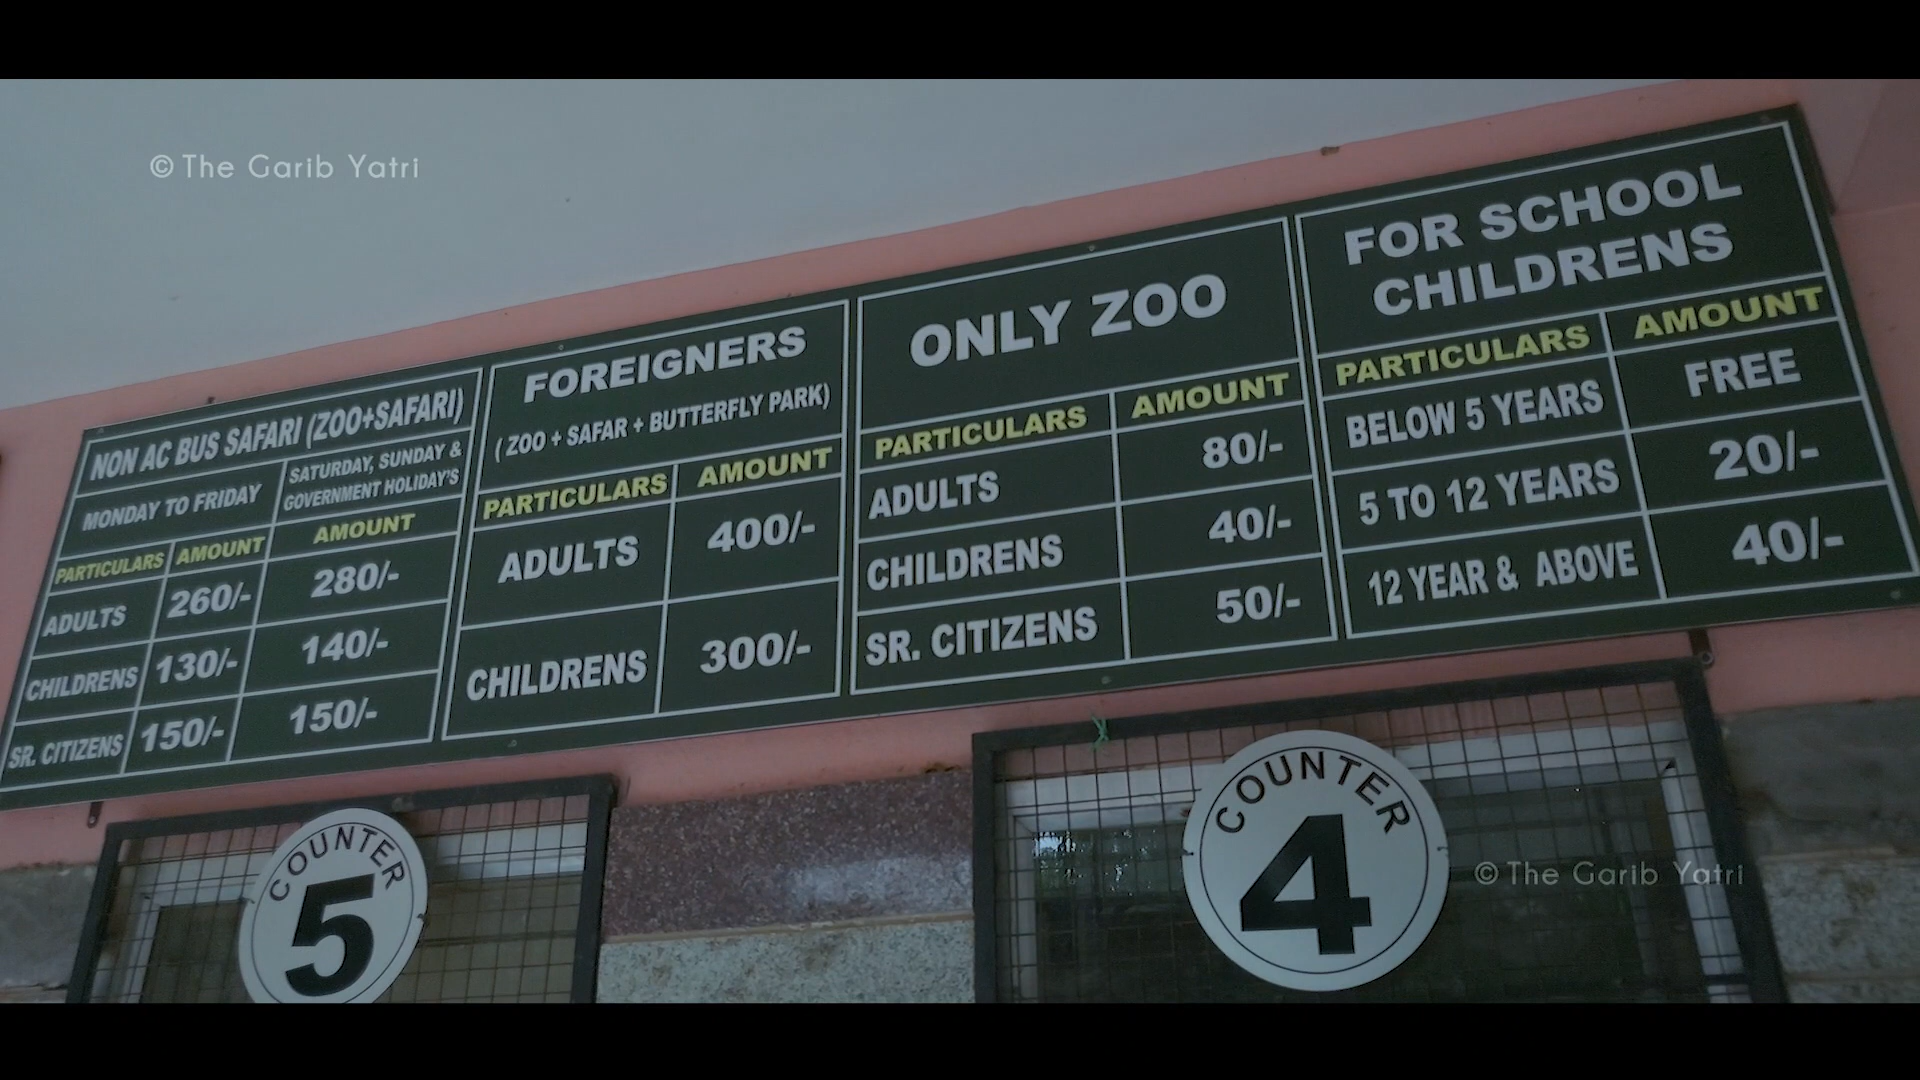 © The Garib Yatri
NON AC BUS SAFARI (ZOO+SAFARI)
MONDAY TO FRIDAY
SATURDAY, SUNDAY &
GOVERNMENT HOLIDAY'S
PARTICULARS AMOUNT AMOUNT
ADULTS 260/- 280/-
CHILDRENS 130/- 140/-
SR. CITIZENS 150/- 150/-
FOREIGNERS
( ZOO + SAFAR + BUTTERFLY PARK)
PARTICULARS AMOUNT
ADULTS 400/-
CHILDRENS 300/-
ONLY ZOO
PARTICULARS AMOUNT
ADULTS 80/-
CHILDRENS 40/-
SR. CITIZENS 50/-
FOR SCHOOL
CHILDRENS
PARTICULARS AMOUNT
BELOW 5 YEARS FREE
5 TO 12 YEARS 20/-
12 YEAR & ABOVE 40/-
COUNTER
5
COUNTER
4
© The Garib Yatri